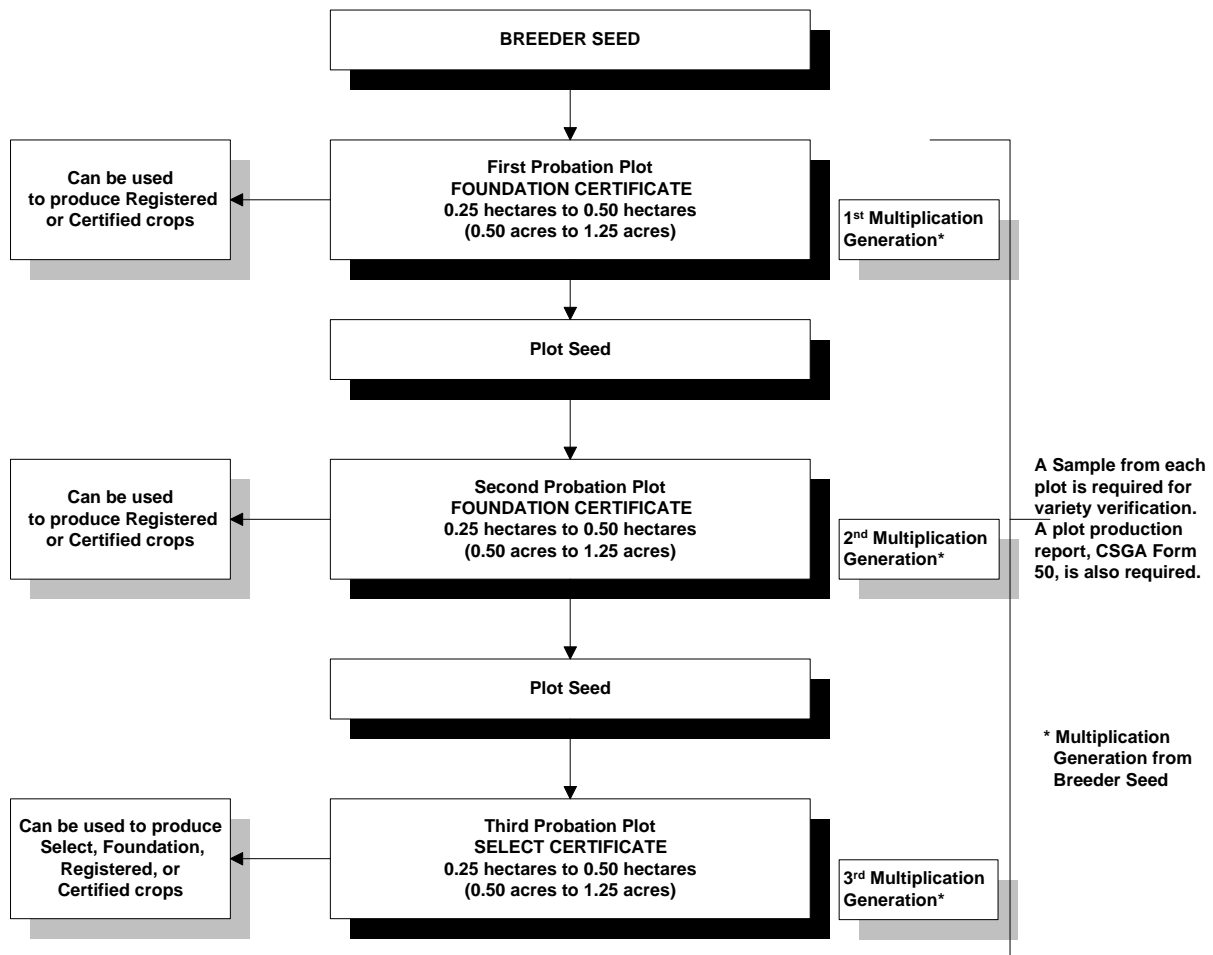 BREEDER SEED
Can be used
to produce Registered
or Certified crops
First Probation Plot
FOUNDATION CERTIFICATE
0.25 hectares to 0.50 hectares
(0.50 acres to 1.25 acres)
1st Multiplication
Generation*
Plot Seed
Can be used
to produce Registered
or Certified crops
Second Probation Plot
FOUNDATION CERTIFICATE
0.25 hectares to 0.50 hectares
(0.50 acres to 1.25 acres)
2nd Multiplication
Generation*
A Sample from each
plot is required for
variety verification.
A plot production
report, CSGA Form
50, is also required.
Plot Seed
* Multiplication
Generation from
Breeder Seed
Can be used to produce
Select, Foundation,
Registered, or
Certified crops
Third Probation Plot
SELECT CERTIFICATE
0.25 hectares to 0.50 hectares
(0.50 acres to 1.25 acres)
3rd Multiplication
Generation*